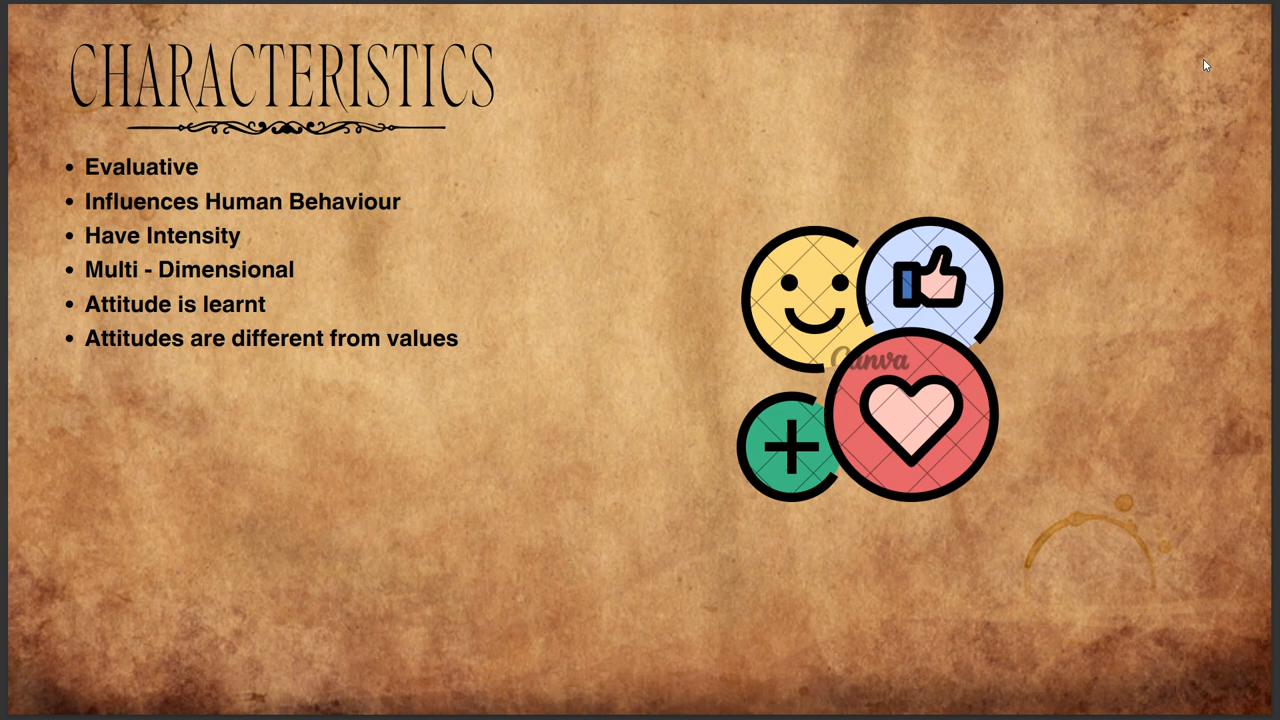 CHARACTERISTICS
• Evaluative
• Influences Human Behaviour
• Have Intensity
• Multi - Dimensional
• Attitude is learnt
• Attitudes are different from values
Canva